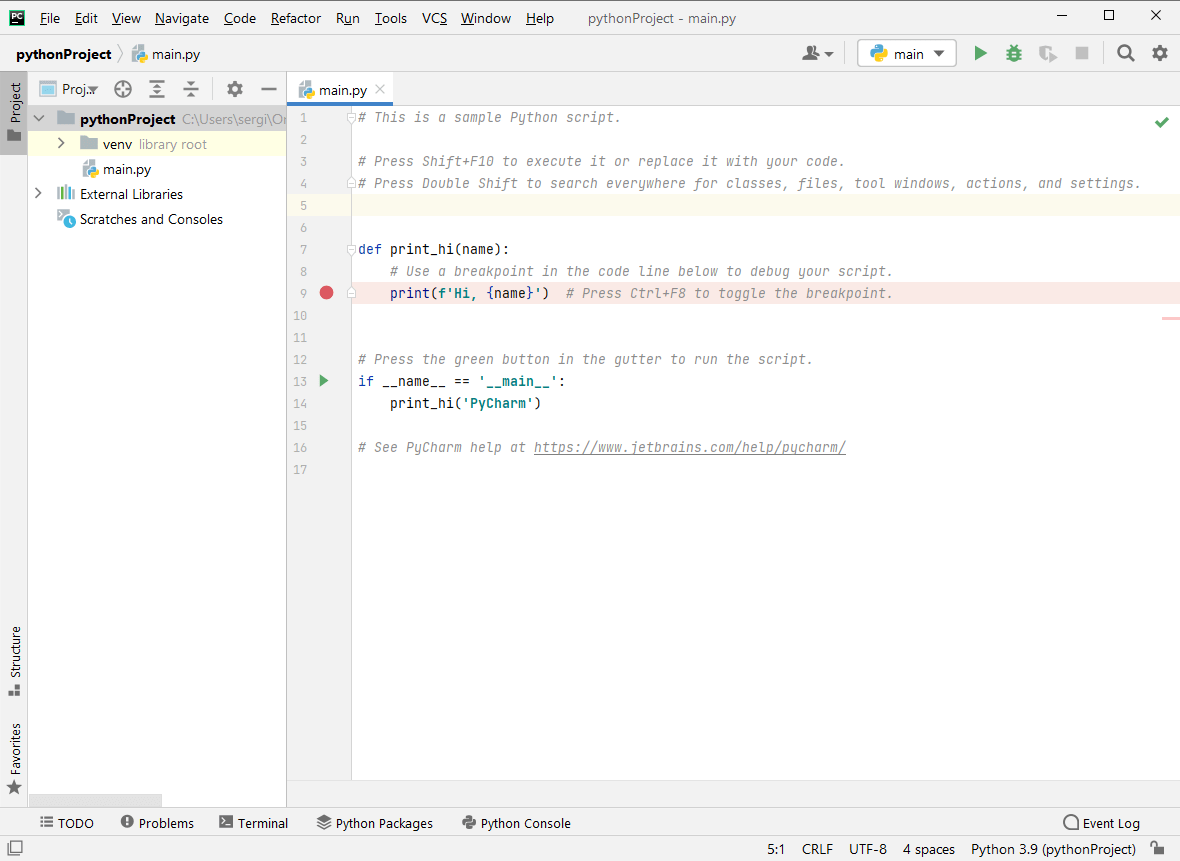 PC File Edit View Navigate Code Refactor Run Tools VCS Window Help pythonProject - main.py
pythonProject main.py main
Project
Proj... main.py
pythonProject C:\Users\sergi\Or
venv library root
main.py
External Libraries
Scratches and Consoles
1 # This is a sample Python script.
2
3 # Press Shift+F10 to execute it or replace it with your code.
4 # Press Double Shift to search everywhere for classes, files, tool windows, actions, and settings.
5
6
7 def print_hi(name):
8 # Use a breakpoint in the code line below to debug your script.
9 print(f'Hi, {name}') # Press Ctrl+F8 to toggle the breakpoint.
10
11
12 # Press the green button in the gutter to run the script.
13 if __name__ == '__main__':
14 print_hi('PyCharm')
15
16 # See PyCharm help at https://www.jetbrains.com/help/pycharm/
17
Structure
Favorites
TODO Problems Terminal Python Packages Python Console Event Log
5:1 CRLF UTF-8 4 spaces Python 3.9 (pythonProject)